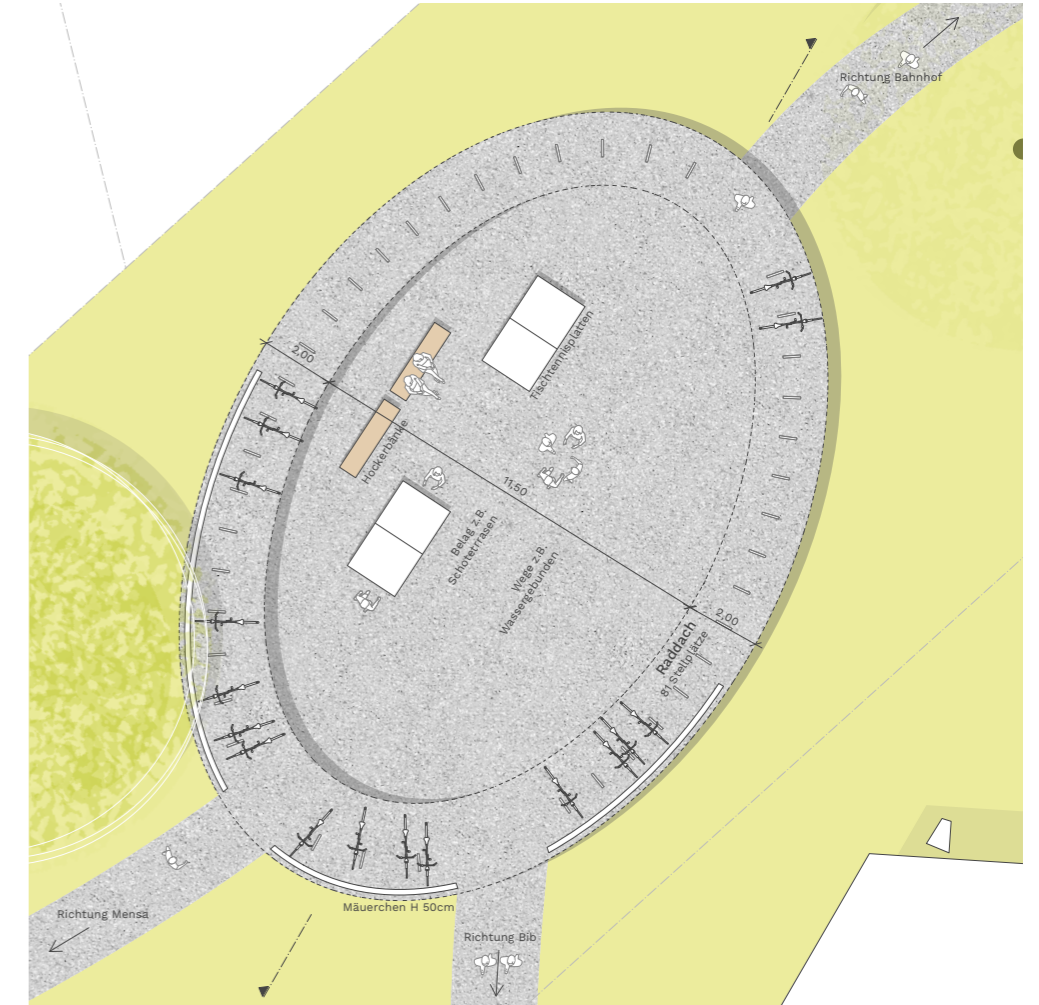 Richtung Bahnhof
2,00
Tischtennisplatten
Hockerbänke
11,50
Belag z.B.
Schotetrrasen
Wege z.B.
Wassergebunden
2,00
Raddach
81 Stellplätze
Mäuerchen H 50cm
Richtung Mensa
Richtung Bib